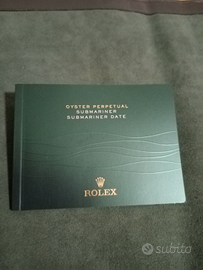 OYSTER PERPETUAL
SUBMARINER
SUBMARINER DATE
ROLEX
subito